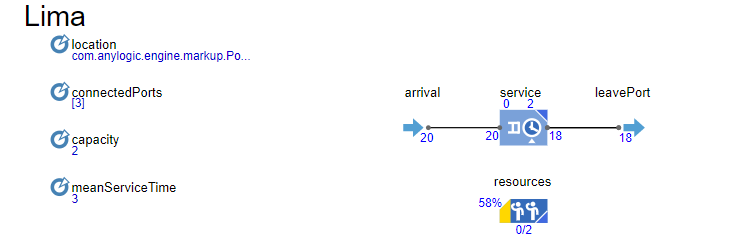 Lima
location
com.anylogic.engine.markup.Po...
connectedPorts
[3]
capacity
2
meanServiceTime
3
arrival
service
leavePort
0 2
20
20
18
18
resources
58%
0/2